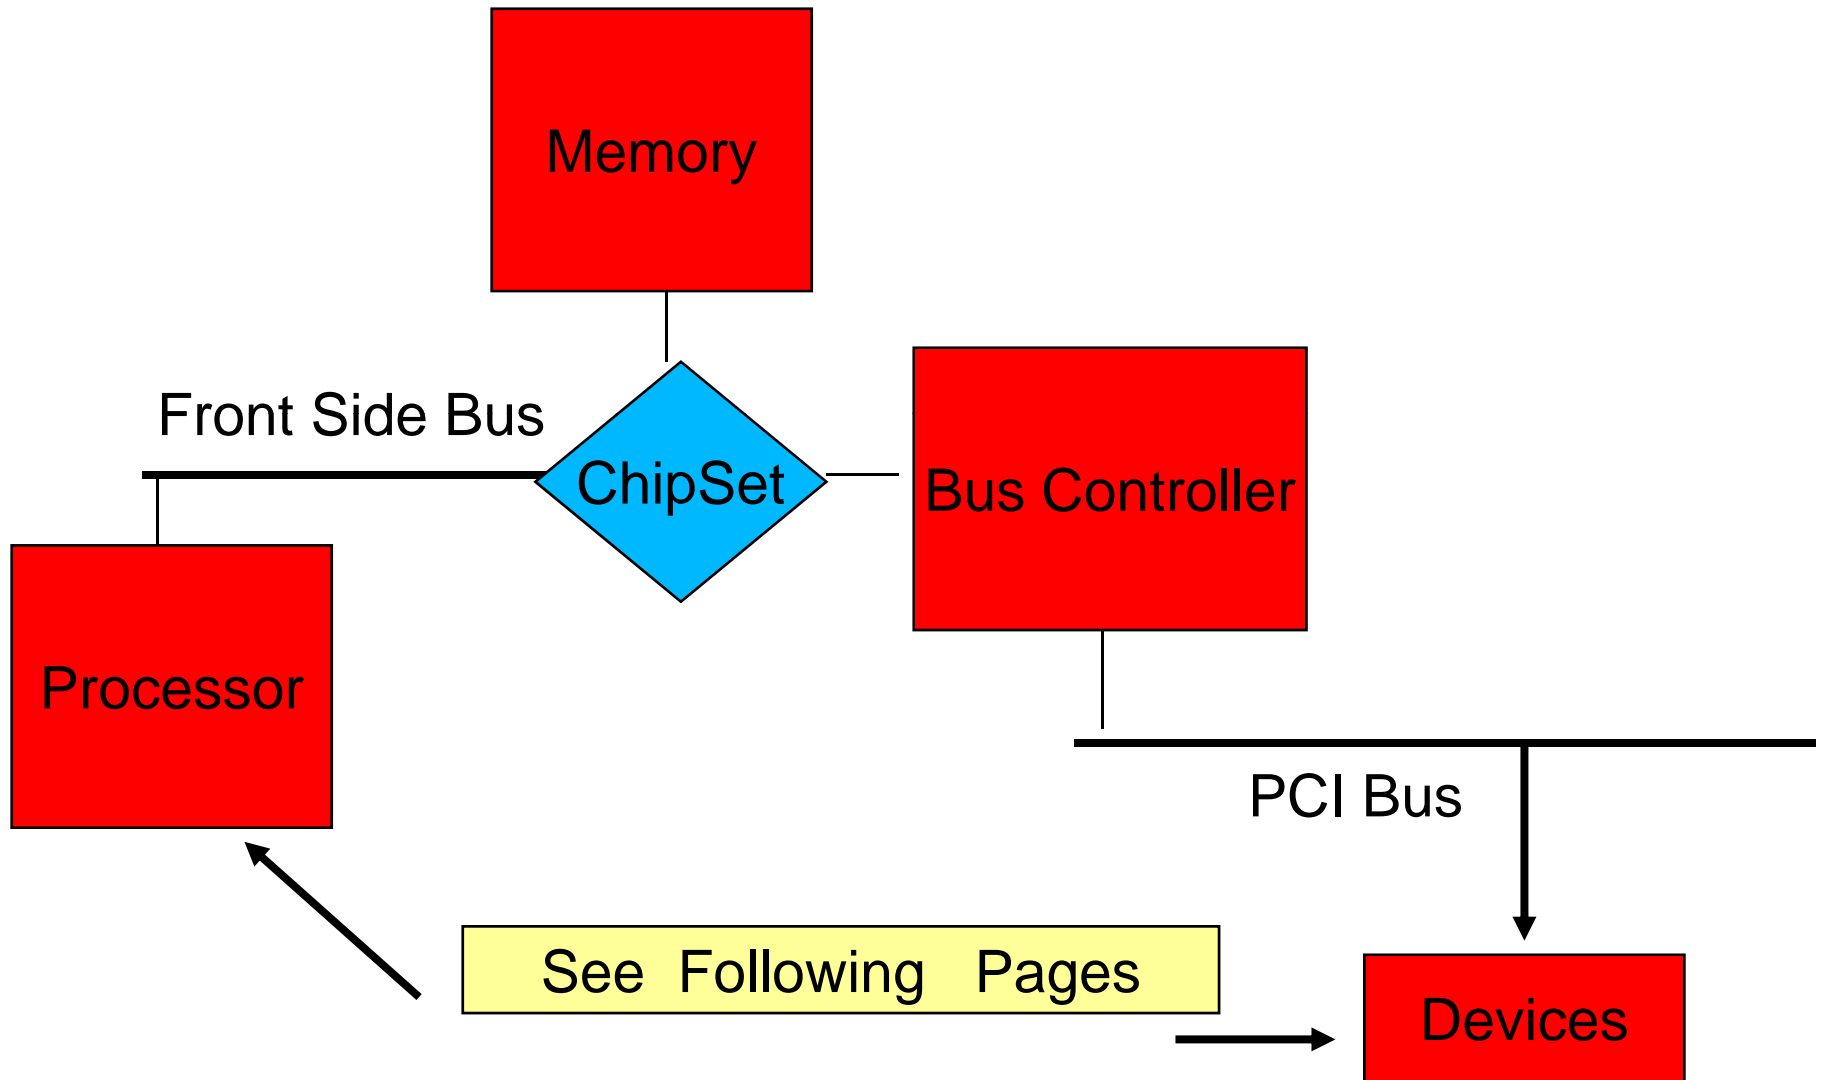 Memory
Front Side Bus
ChipSet
Bus Controller
Processor
PCI Bus
See Following Pages
Devices